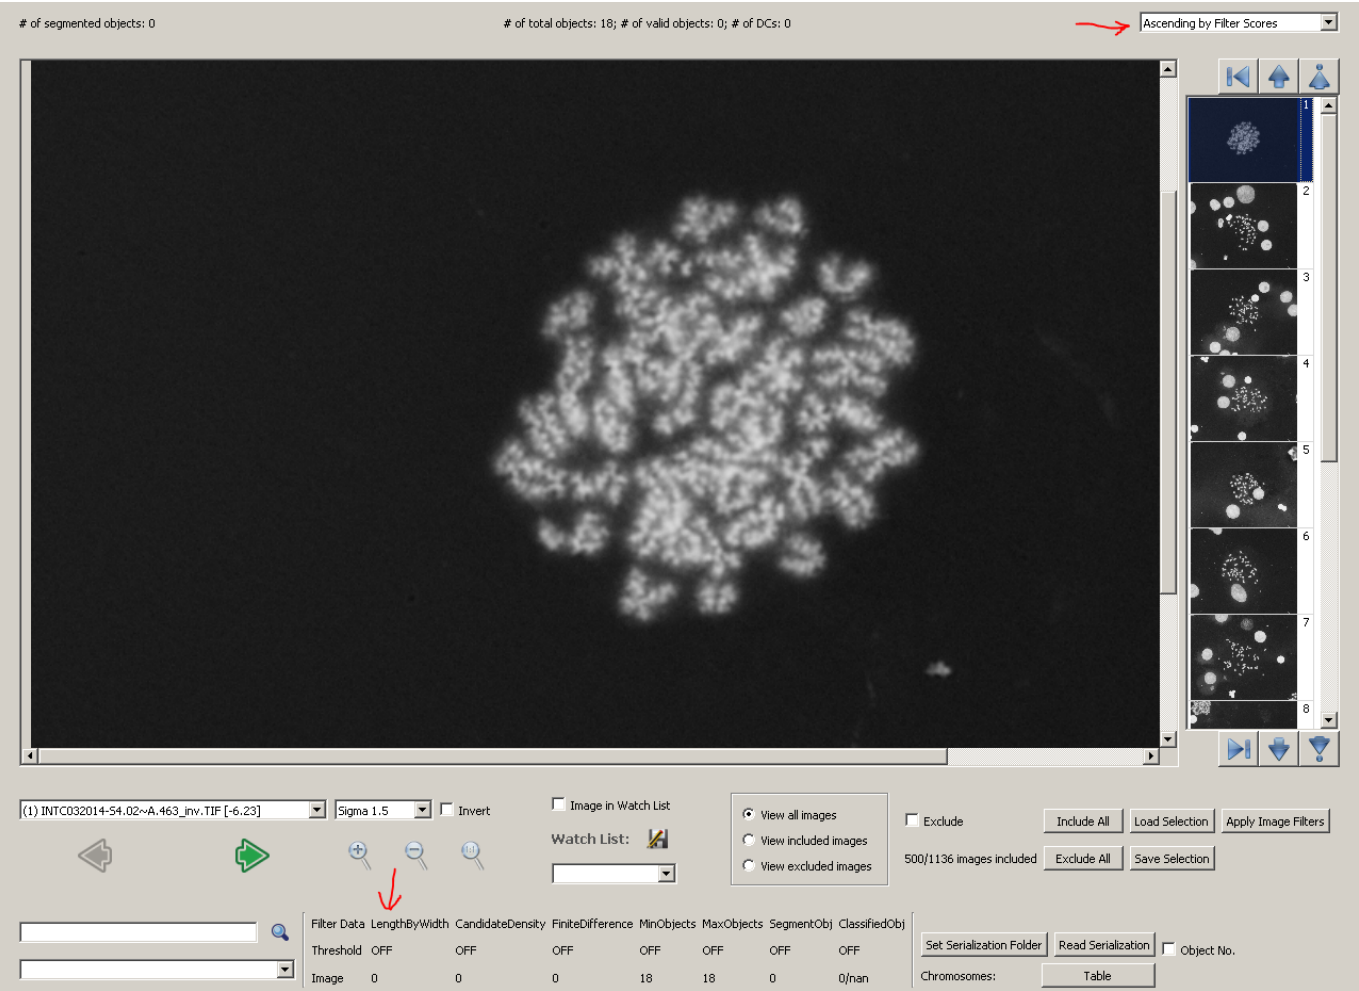 # of segmented objects: 0
# of total objects: 18; # of valid objects: 0; # of DCs: 0
Ascending by Filter Scores
1
2
3
4
5
6
7
8
(1) INTC032014-S4.02~A.463_inv.TIF [-6.23]
Sigma 1.5
Invert
Image in Watch List
Watch List:
View all images
View included images
View excluded images
Exclude
Include All
Load Selection
Apply Image Filters
500/1136 images included
Exclude All
Save Selection
Filter Data LengthByWidth CandidateDensity FiniteDifference MinObjects MaxObjects SegmentObj ClassifiedObj
Threshold OFF OFF OFF OFF OFF OFF OFF
Image 0 0 0 18 18 0 0/nan
Set Serialization Folder
Read Serialization
Object No.
Chromosomes:
Table